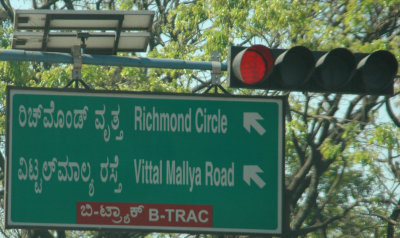 ರಿಚ್‌ಮೊಂಡ್ ವೃತ್ತ Richmond Circle
ವಿಟ್ಟಲ್‌ಮಾಲ್ಯ ರಸ್ತೆ Vittal Mallya Road
ಬಿ-ಟ್ರ್ಯಾಕ್ B-TRAC